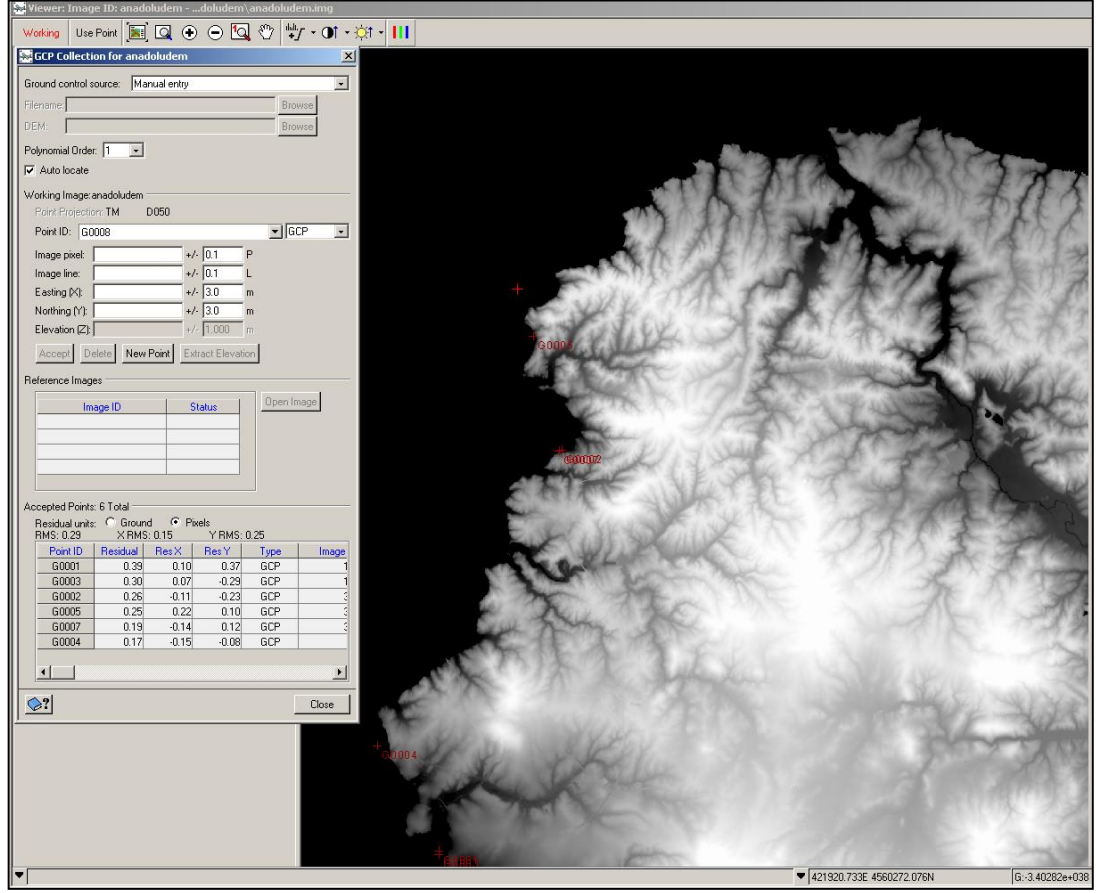 Viewer: Image ID: anadoludem - ...doludem\anadoludem.img
Working Use Point
GCP Collection for anadoludem
Ground control source: Manual entry
Filename: Browse
DEM: Browse
Polynomial Order: 1
Auto locate
Working Image:anadoludem
Point Projection: TM D050
Point ID: G0008 GCP
Image pixel: +/- 0.1 P
Image line: +/- 0.1 L
Easting (X): +/- 3.0 m
Northing (Y): +/- 3.0 m
Elevation (Z): +/- 1.000 m
Accept Delete New Point Extract Elevation
Reference Images
Image ID Status Open Image
Accepted Points: 6 Total
Residual units: Ground Pixels
RMS: 0.29 X RMS: 0.15 Y RMS: 0.25
Point ID Residual Res X Res Y Type Image
G0001 0.39 0.10 0.37 GCP 1
G0003 0.30 0.07 -0.29 GCP 1
G0002 0.26 -0.11 -0.23 GCP 3
G0005 0.25 0.22 0.10 GCP 3
G0007 0.19 -0.14 0.12 GCP 3
G0004 0.17 -0.15 -0.08 GCP
Close
G0004
421920.733E 4560272.076N G:-3.40282e+038